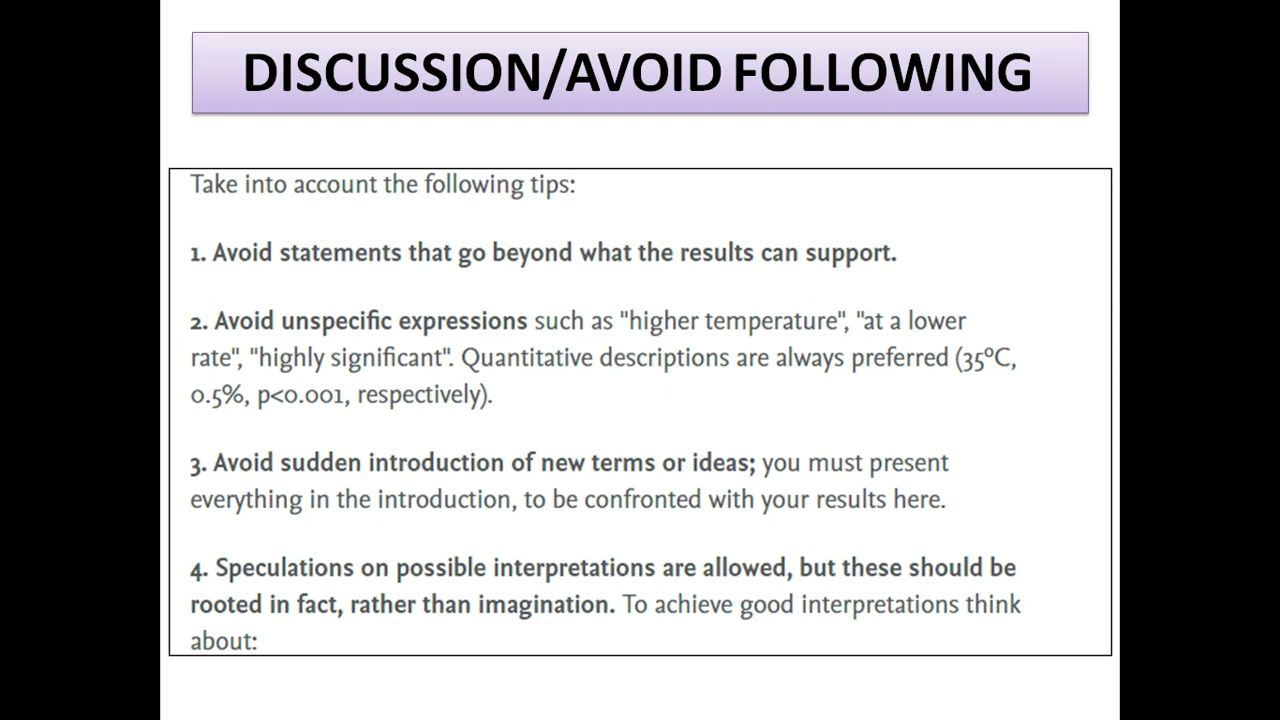 DISCUSSION/AVOID FOLLOWING
Take into account the following tips:
1. Avoid statements that go beyond what the results can support.
2. Avoid unspecific expressions such as "higher temperature", "at a lower
rate", "highly significant". Quantitative descriptions are always preferred (35ºC,
0.5%, p<0.001, respectively).
3. Avoid sudden introduction of new terms or ideas; you must present
everything in the introduction, to be confronted with your results here.
4. Speculations on possible interpretations are allowed, but these should be
rooted in fact, rather than imagination. To achieve good interpretations think
about: